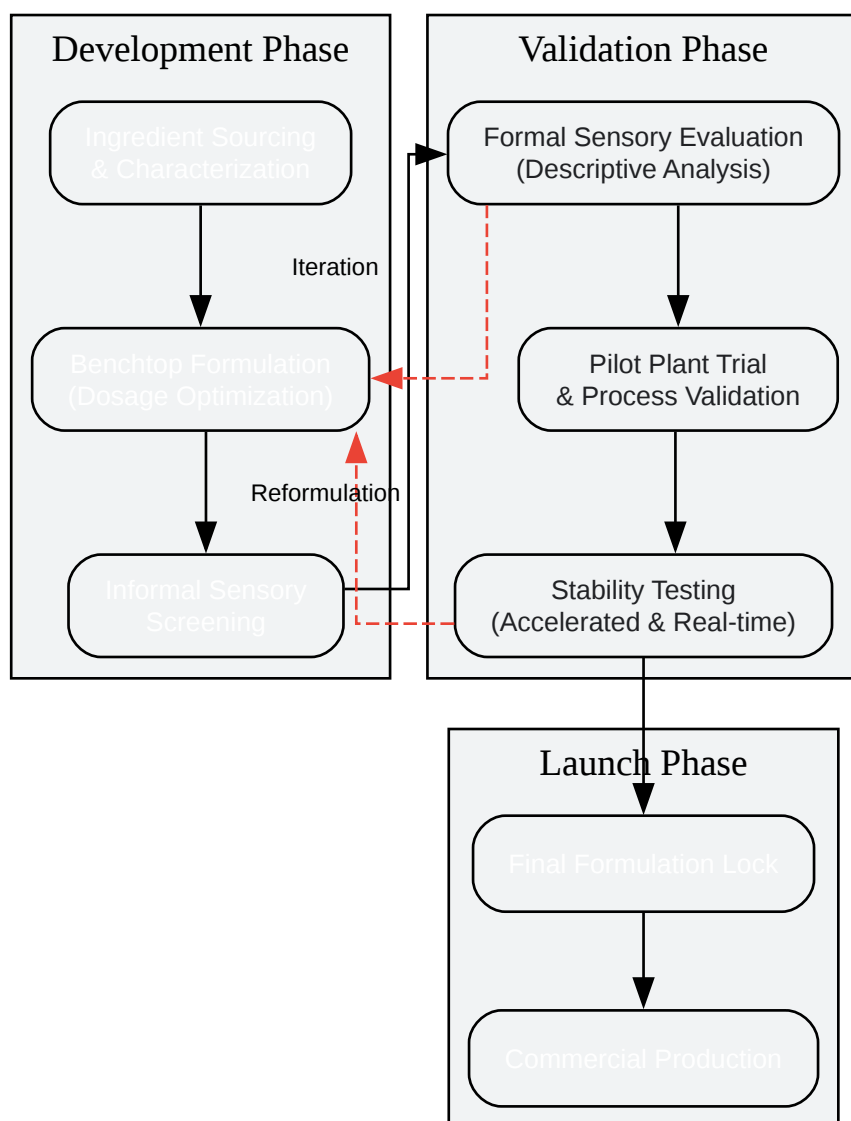 Development Phase
Ingredient Sourcing
& Characterization
Iteration
Benchtop Formulation
(Dosage Optimization)
Reformulation
Informal Sensory
Screening
Validation Phase
Formal Sensory Evaluation
(Descriptive Analysis)
Pilot Plant Trial
& Process Validation
Stability Testing
(Accelerated & Real-time)
Launch Phase
Final Formulation Lock
Commercial Production